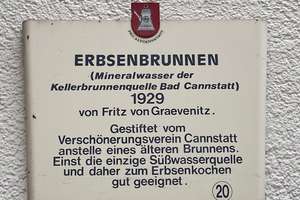 ERBSENBRUNNEN
(Mineralwasser der
Kellerbrunnenquelle Bad Cannstatt)
1929
von Fritz von Graevenitz.
Gestiftet vom
Verschönerungsverein Cannstatt
anstelle eines älteren Brunnens.
Einst die einzige Süßwasserquelle
und daher zum Erbsenkochen
gut geeignet.
20